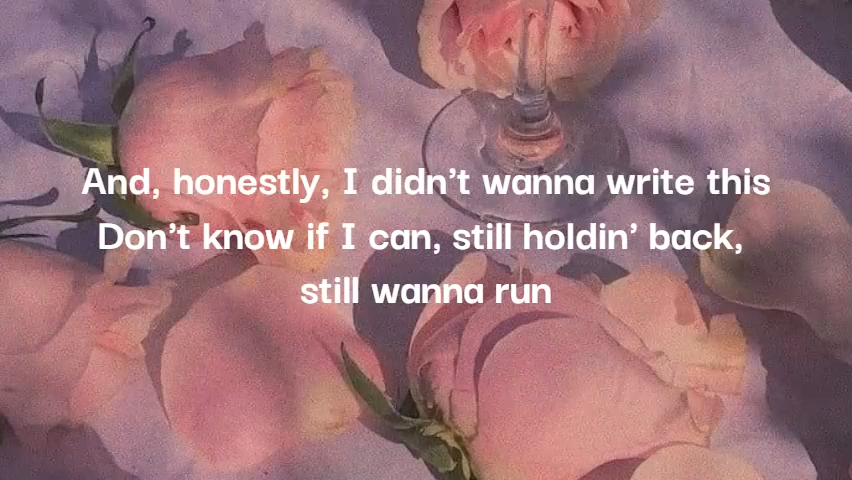 And, honestly, I didn't wanna write this
Don't know if I can, still holdin' back,
still wanna run